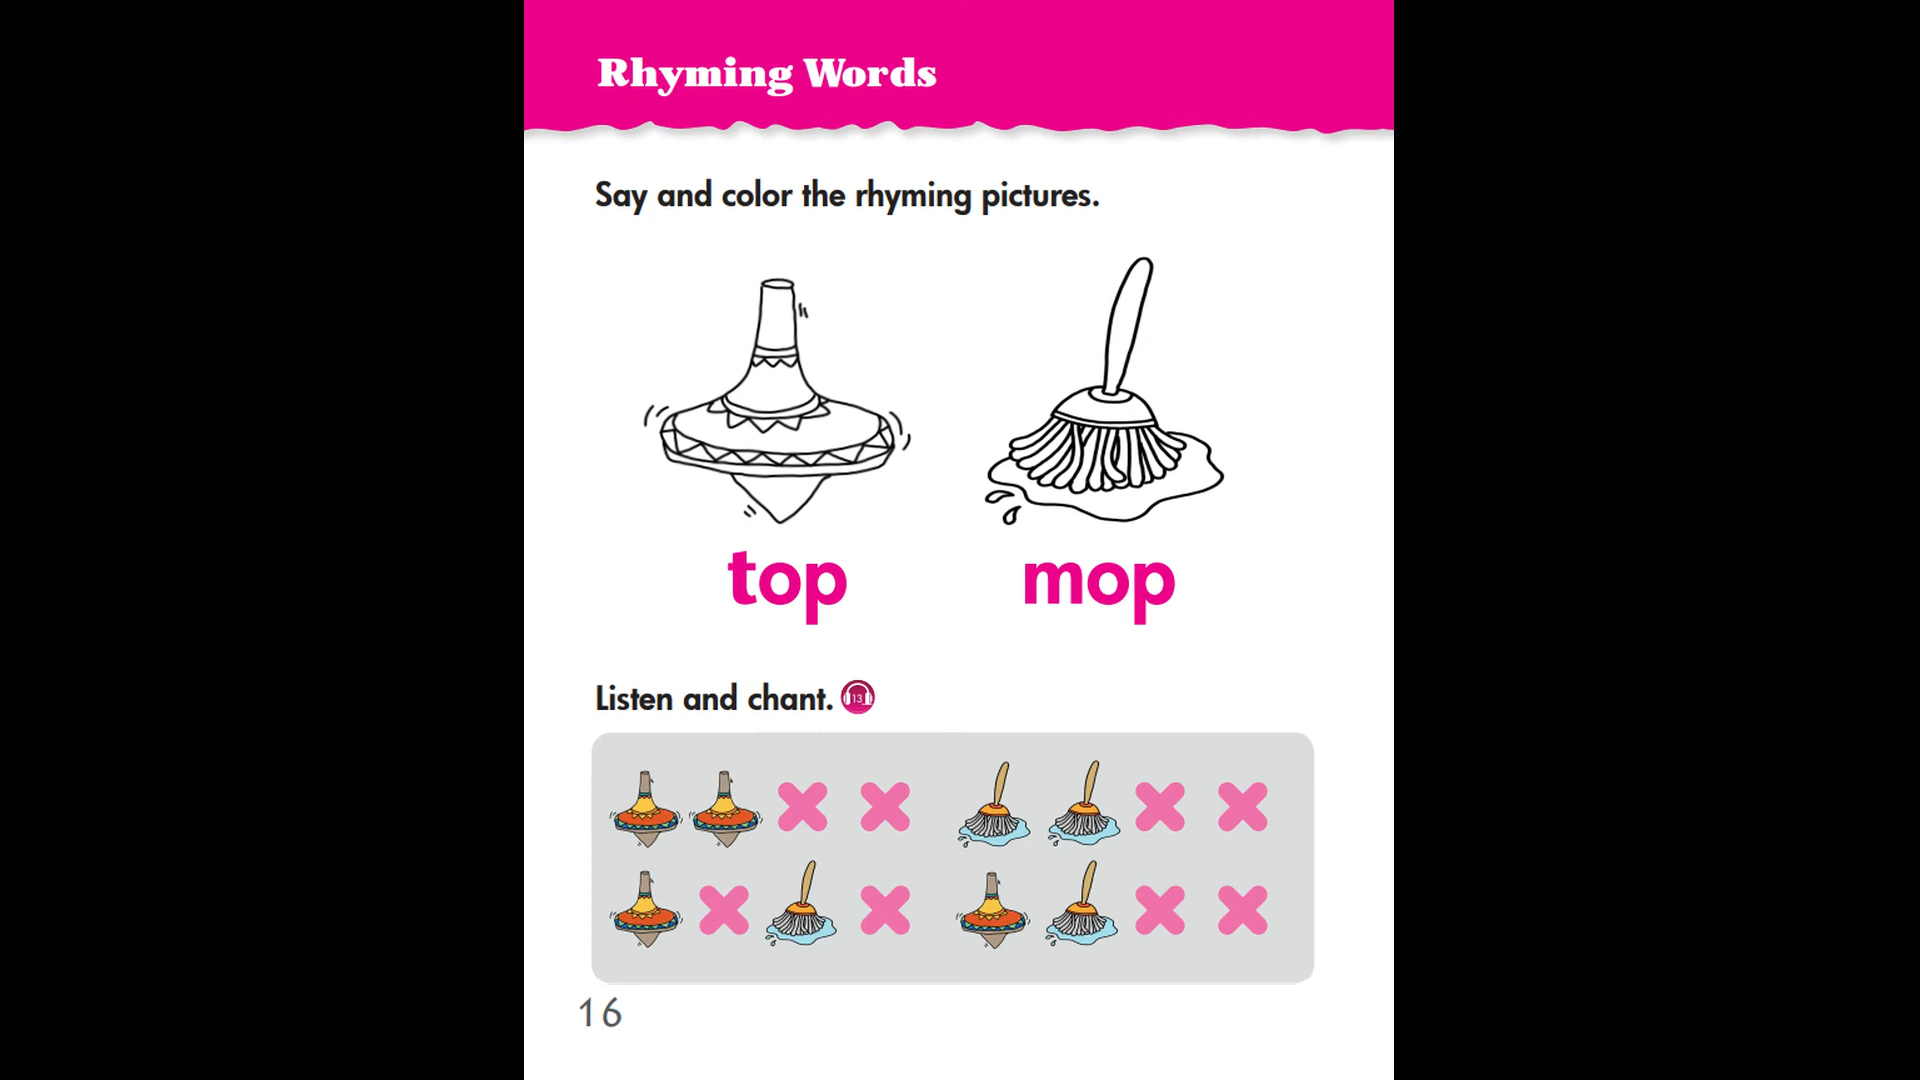 Rhyming Words
Say and color the rhyming pictures.
top mop
Listen and chant. 13
16